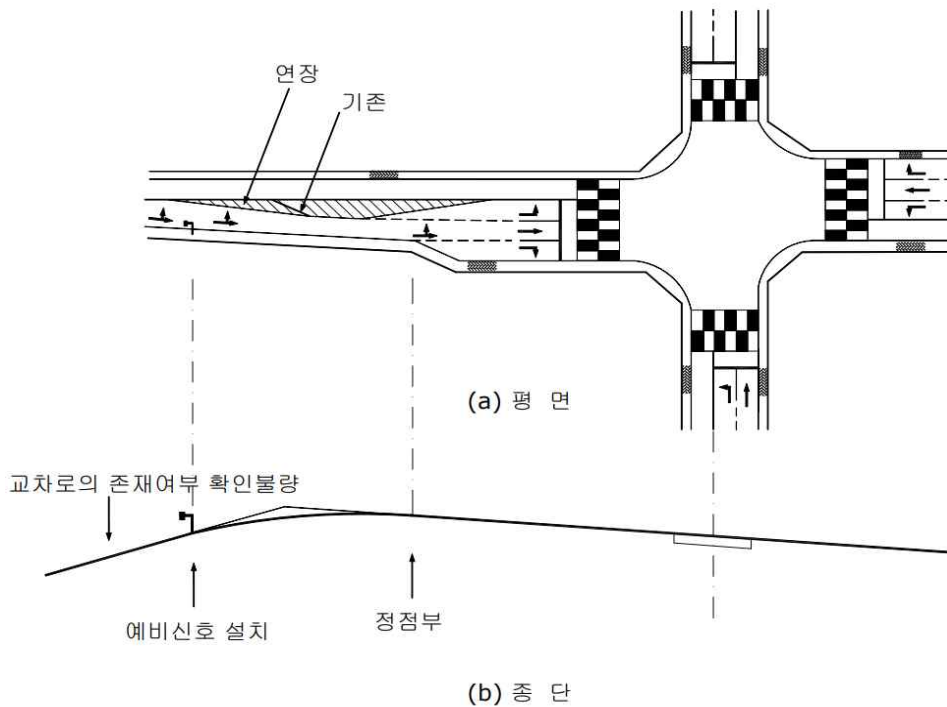 연장
기존
(a) 평 면
교차로의 존재여부 확인불량
예비신호 설치
정점부
(b) 종 단